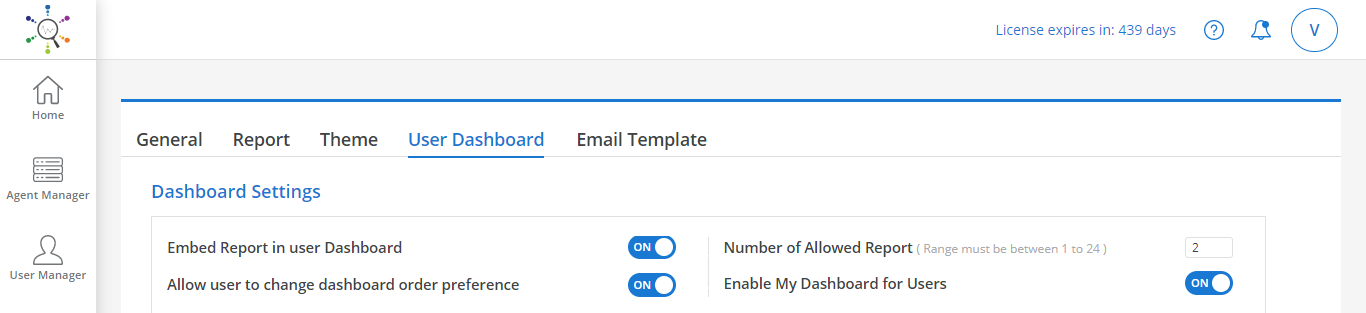 License expires in: 439 days
V
Home
Agent Manager
User Manager
General Report Theme User Dashboard Email Template
Dashboard Settings
Embed Report in user Dashboard ON
Number of Allowed Report ( Range must be between 1 to 24 ) 2
Allow user to change dashboard order preference ON
Enable My Dashboard for Users ON